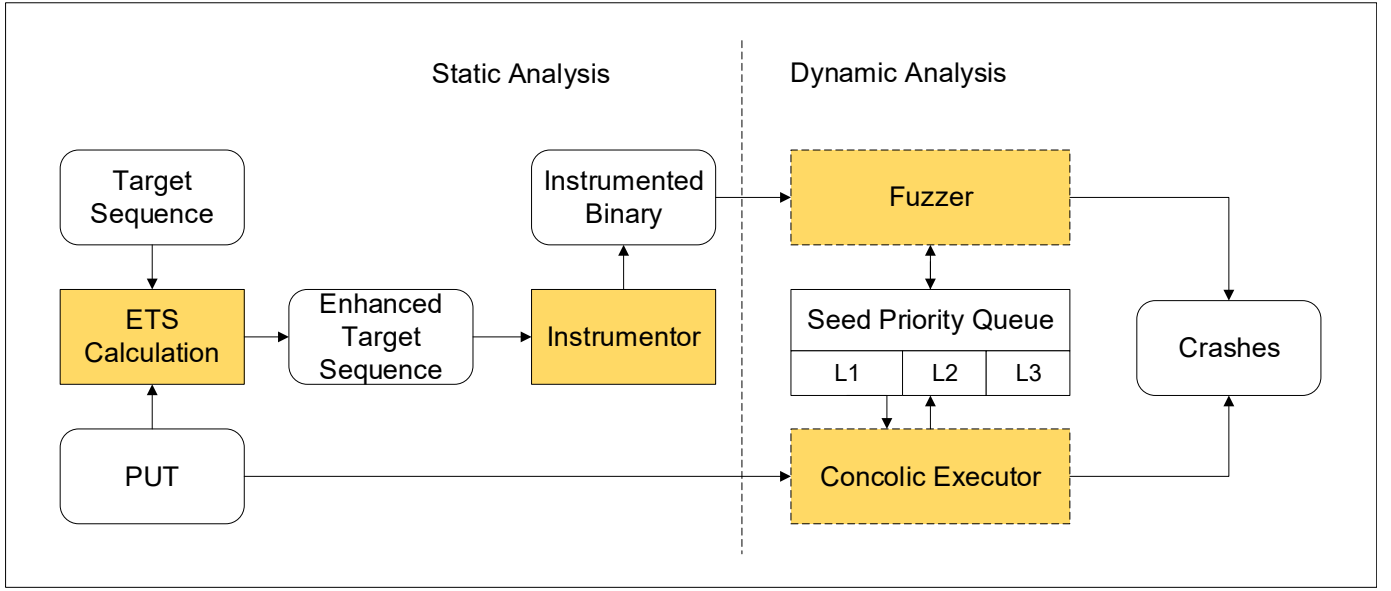 Static Analysis
Dynamic Analysis
Target
Sequence
Instrumented
Binary
Fuzzer
ETS
Calculation
Enhanced
Target
Sequence
Instrumentor
Seed Priority Queue
L1
L2
L3
Crashes
PUT
Concolic Executor